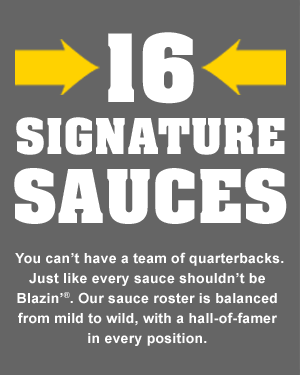 16
SIGNATURE
SAUCES
You can’t have a team of quarterbacks.
Just like every sauce shouldn’t be
Blazin’®. Our sauce roster is balanced
from mild to wild, with a hall-of-famer
in every position.